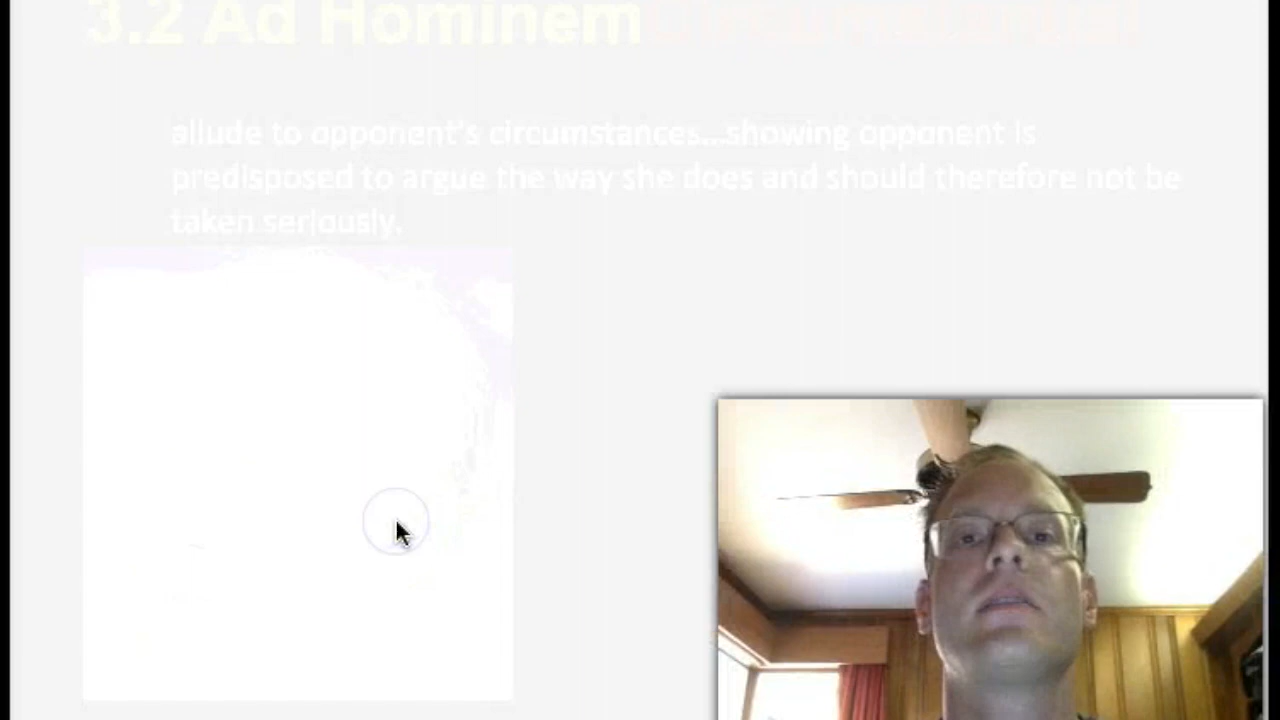 3.2 Ad Hominem Circumstantial
allude to opponent's circumstances...showing opponent is
predisposed to argue the way she does and should therefore not be
taken seriously.